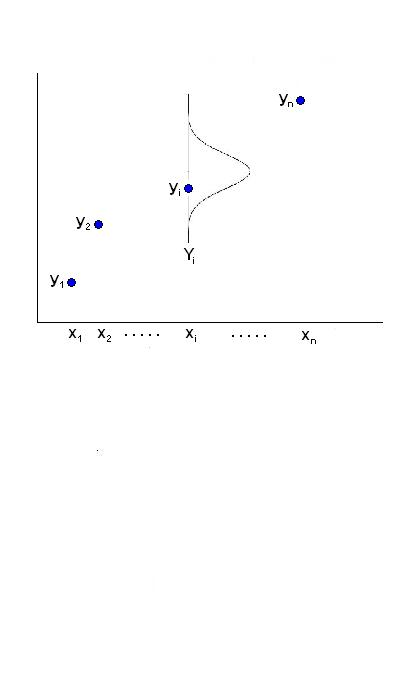 yₙ
yᵢ
y₂
Yᵢ
y₁
x₁ x₂ ..... xᵢ ..... xₙ